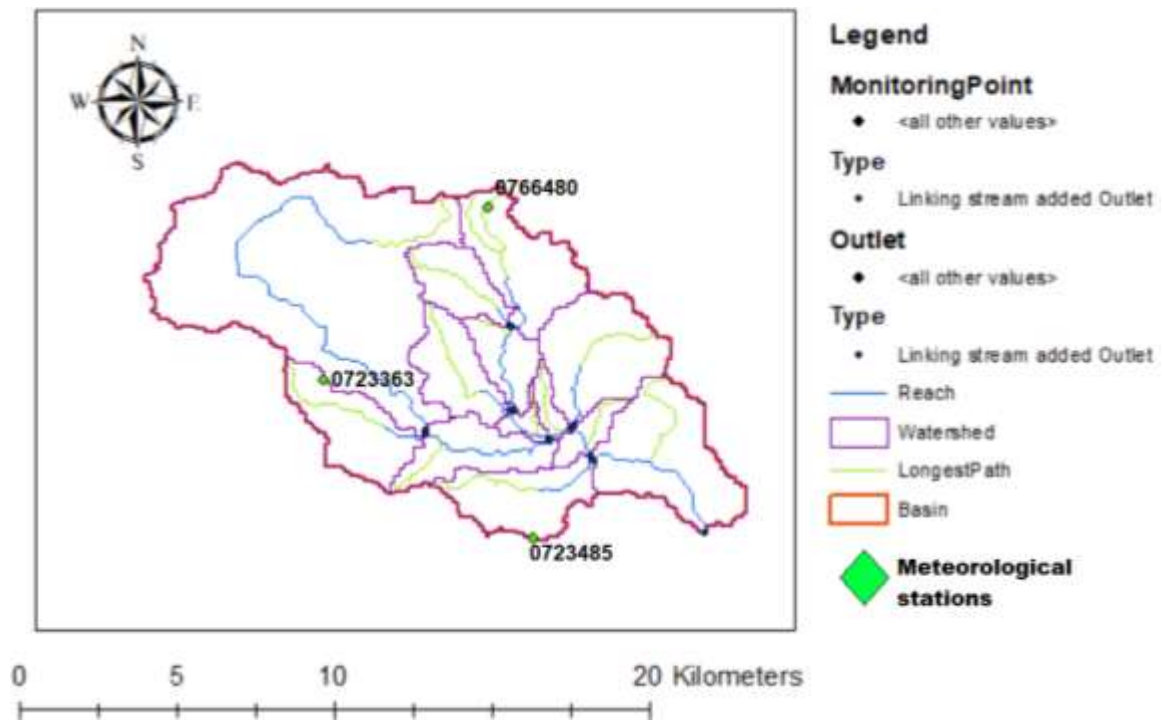 N
W E
S
0766480
0723363
0723485
Legend
MonitoringPoint
<all other values>
Type
Linking stream added Outlet
Outlet
<all other values>
Type
Linking stream added Outlet
Reach
Watershed
LongestPath
Basin
Meteorological
stations
0 5 10 20 Kilometers